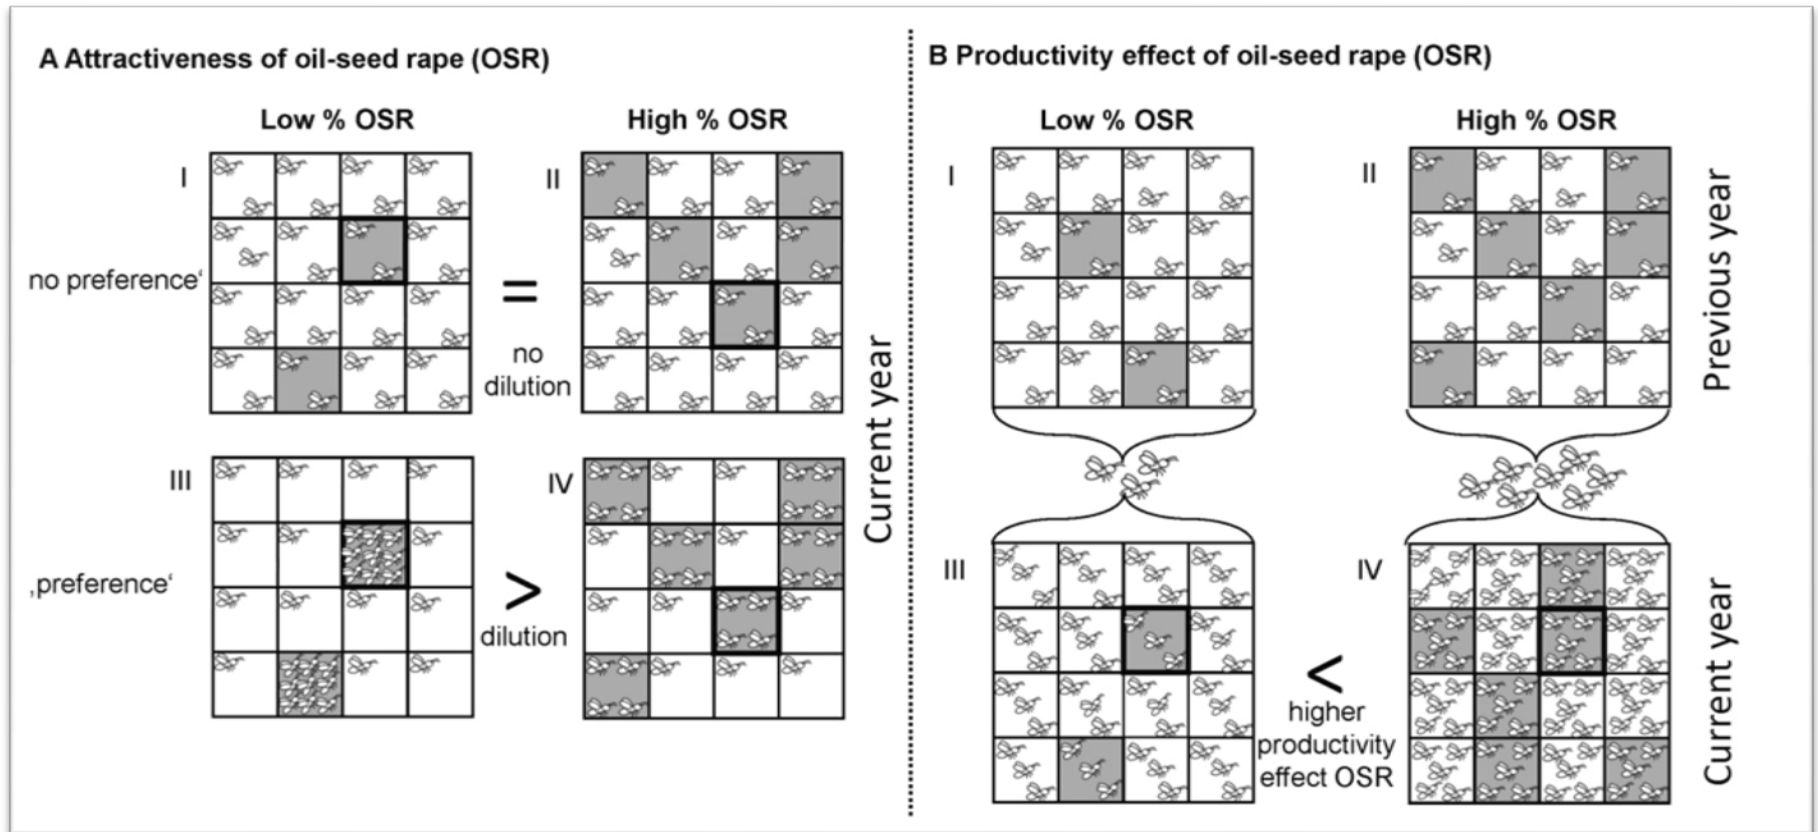 A Attractiveness of oil-seed rape (OSR)
Low % OSR
High % OSR
I
II
no preference‘
=
no
dilution
III
IV
‚preference‘
>
dilution
Current year
B Productivity effect of oil-seed rape (OSR)
Low % OSR
High % OSR
I
II
Previous year
III
IV
<
higher
productivity
effect OSR
Current year